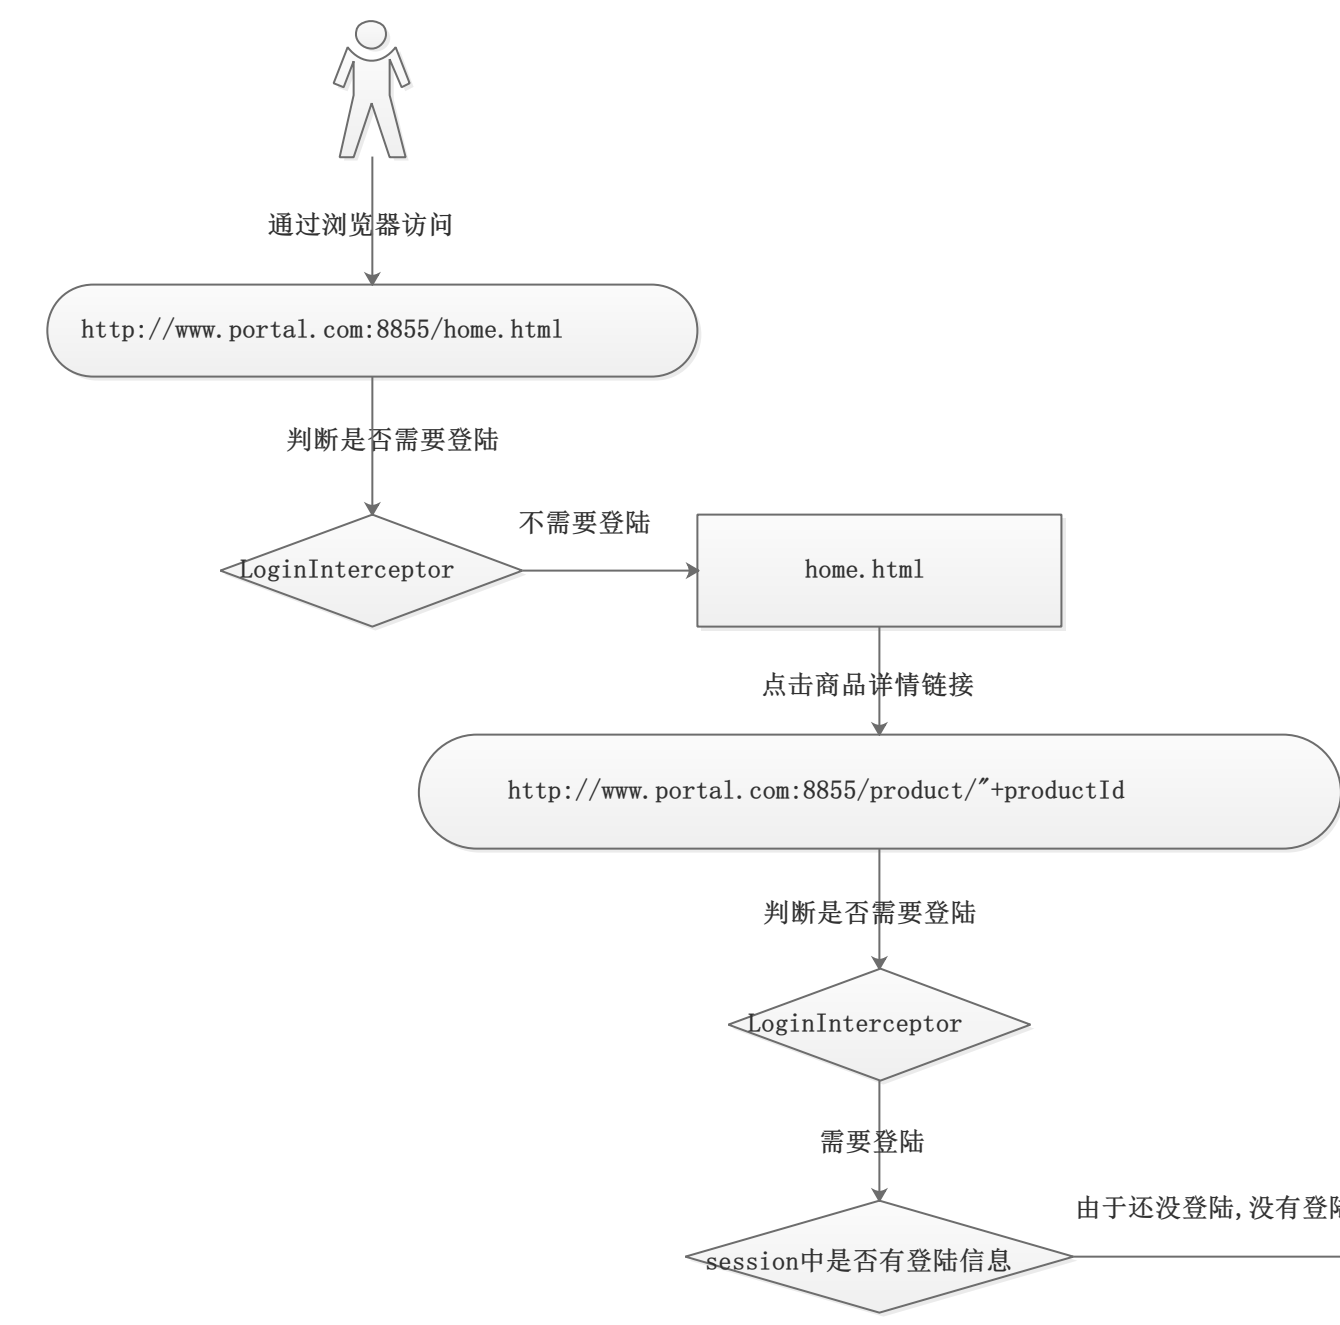 通过浏览器访问
http://www.portal.com:8855/home.html
判断是否需要登陆
不需要登陆
LoginInterceptor
home.html
点击商品详情链接
http://www.portal.com:8855/product/"+productId
判断是否需要登陆
LoginInterceptor
需要登陆
由于还没登陆,没有登陆
session中是否有登陆信息